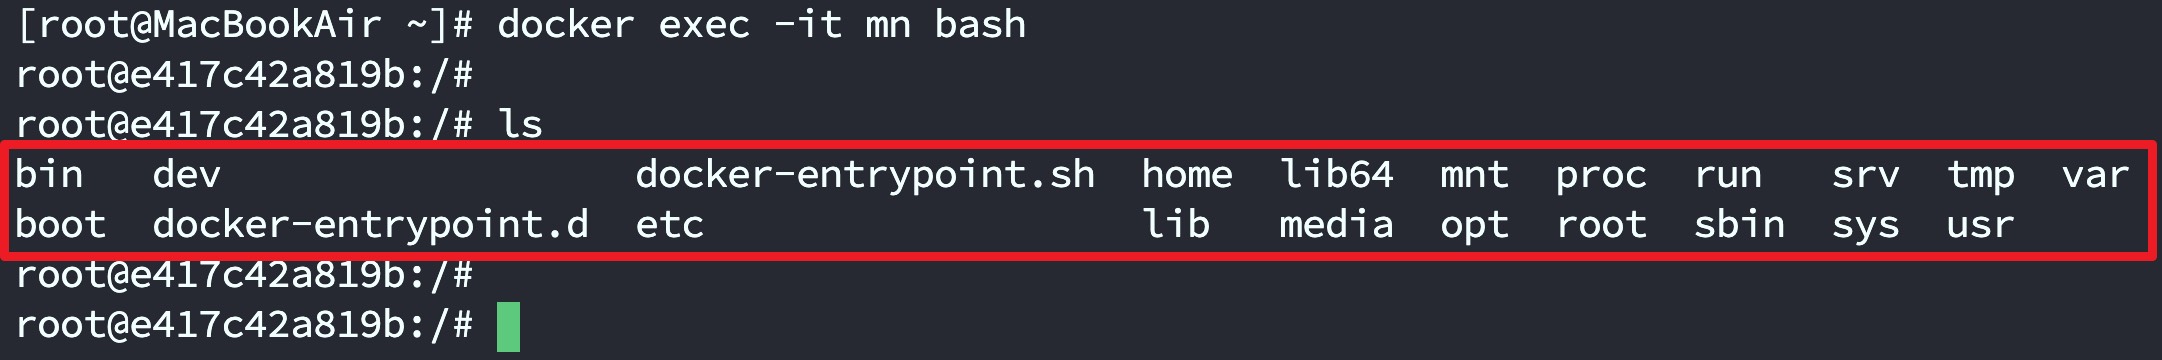 [root@MacBookAir ~]# docker exec -it mn bash
root@e417c42a819b:/#
root@e417c42a819b:/# ls
bin   dev                  docker-entrypoint.sh  home  lib64  mnt  proc  run   srv  tmp  var
boot  docker-entrypoint.d  etc                   lib   media  opt  root  sbin  sys  usr
root@e417c42a819b:/#
root@e417c42a819b:/#